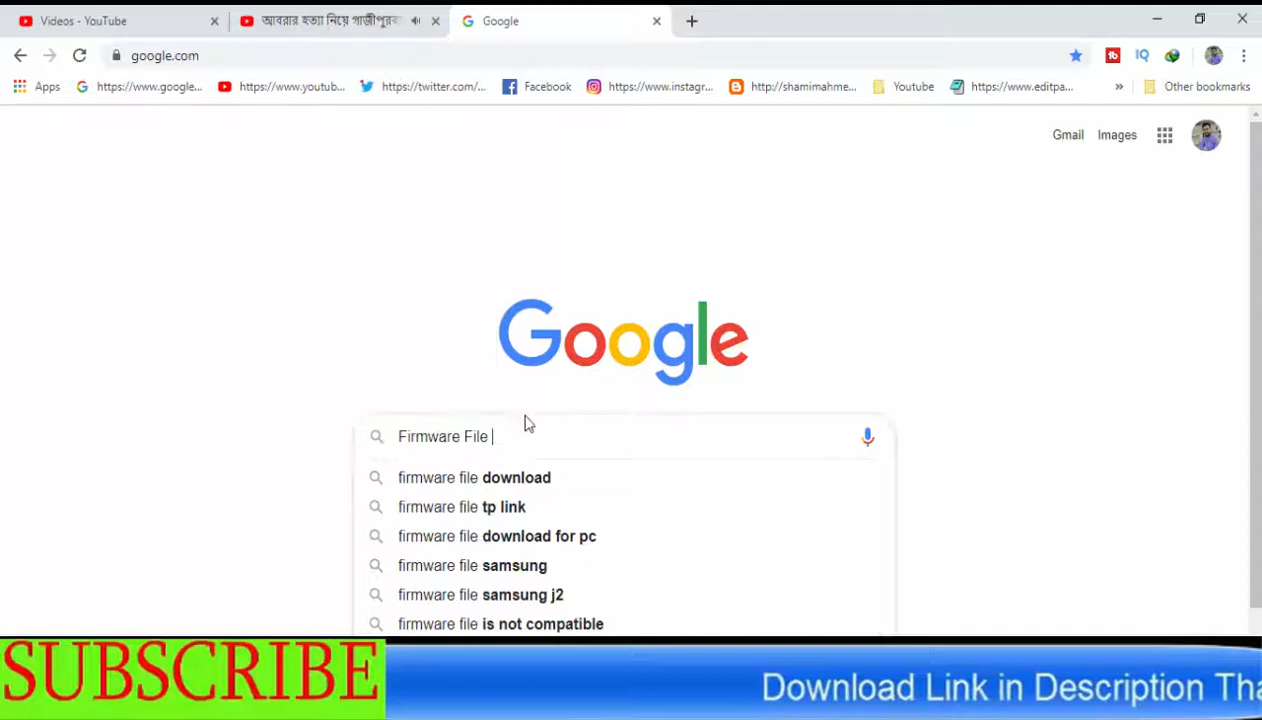 Videos - YouTube
আবরার হত্যা নিয়ে গাজীপুরব
Google
google.com
Apps
https://www.google...
https://www.youtub...
https://twitter.com/...
Facebook
https://www.instagr...
http://shamimahme...
Youtube
https://www.editpa...
»
Other bookmarks
Gmail
Images
Google
Firmware File
firmware file download
firmware file tp link
firmware file download for pc
firmware file samsung
firmware file samsung j2
firmware file is not compatible
SUBSCRIBE
Download Link in Description Tha